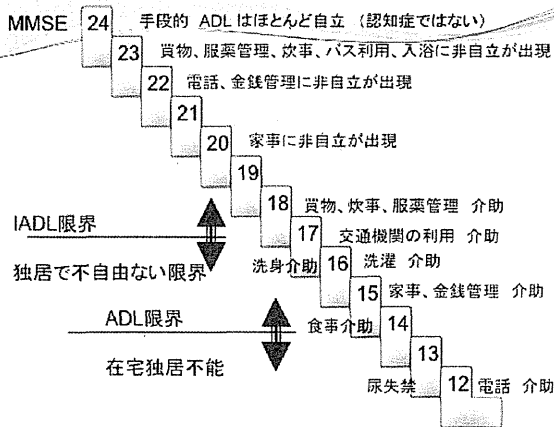 MMSE 24 手段的 ADL はほとんど自立 (認知症ではない)
23 買物、服薬管理、炊事、バス利用、入浴に非自立が出現
22 電話、金銭管理に非自立が出現
21
20 家事に非自立が出現
19
18 買物、炊事、服薬管理 介助
IADL限界
17 交通機関の利用 介助
独居で不自由ない限界
洗身介助 16 洗濯 介助
15 家事、金銭管理 介助
ADL限界
食事介助 14
13
在宅独居不能
尿失禁 12 電話 介助